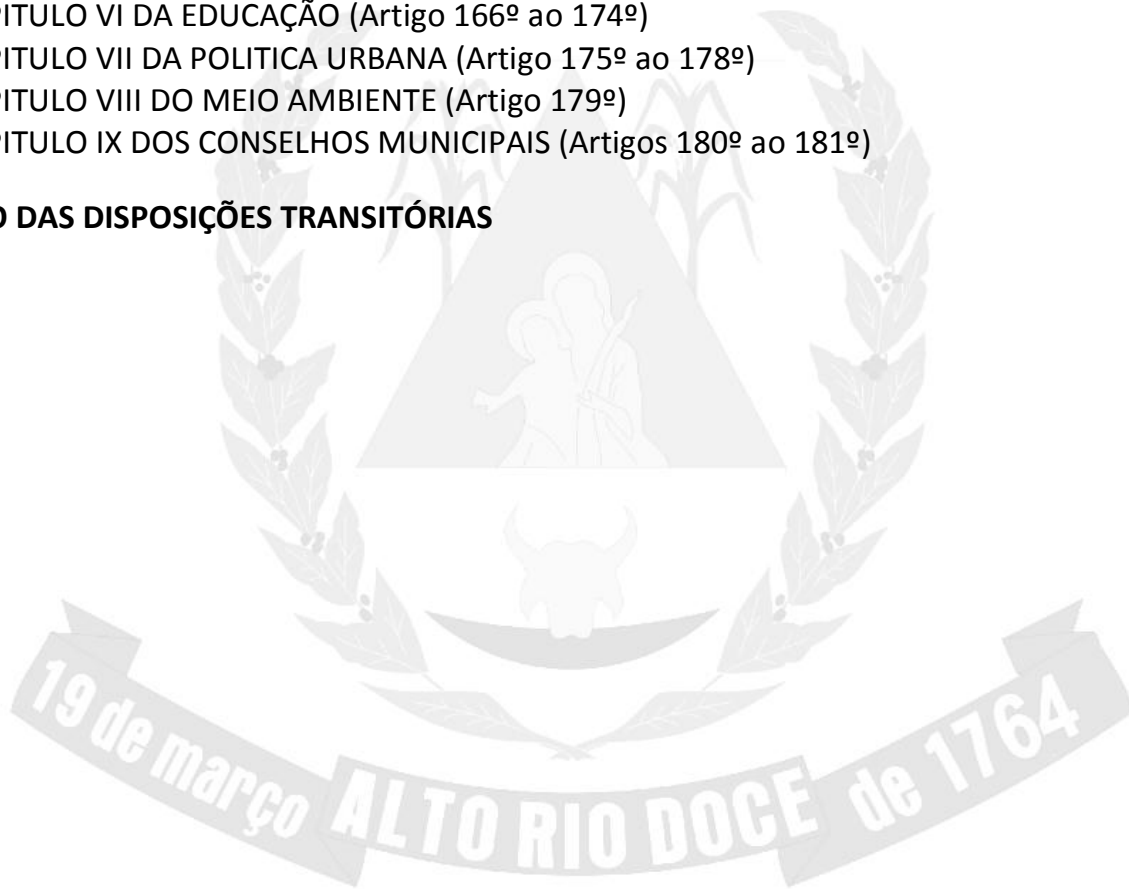 PITULO VI DA EDUCAÇÃO (Artigo 166º ao 174º)
PITULO VII DA POLITICA URBANA (Artigo 175º ao 178º)
PITULO VIII DO MEIO AMBIENTE (Artigo 179º)
PITULO IX DOS CONSELHOS MUNICIPAIS (Artigos 180º ao 181º)
O DAS DISPOSIÇÕES TRANSITÓRIAS
19 de março ALTO RIO DOCE de 1764